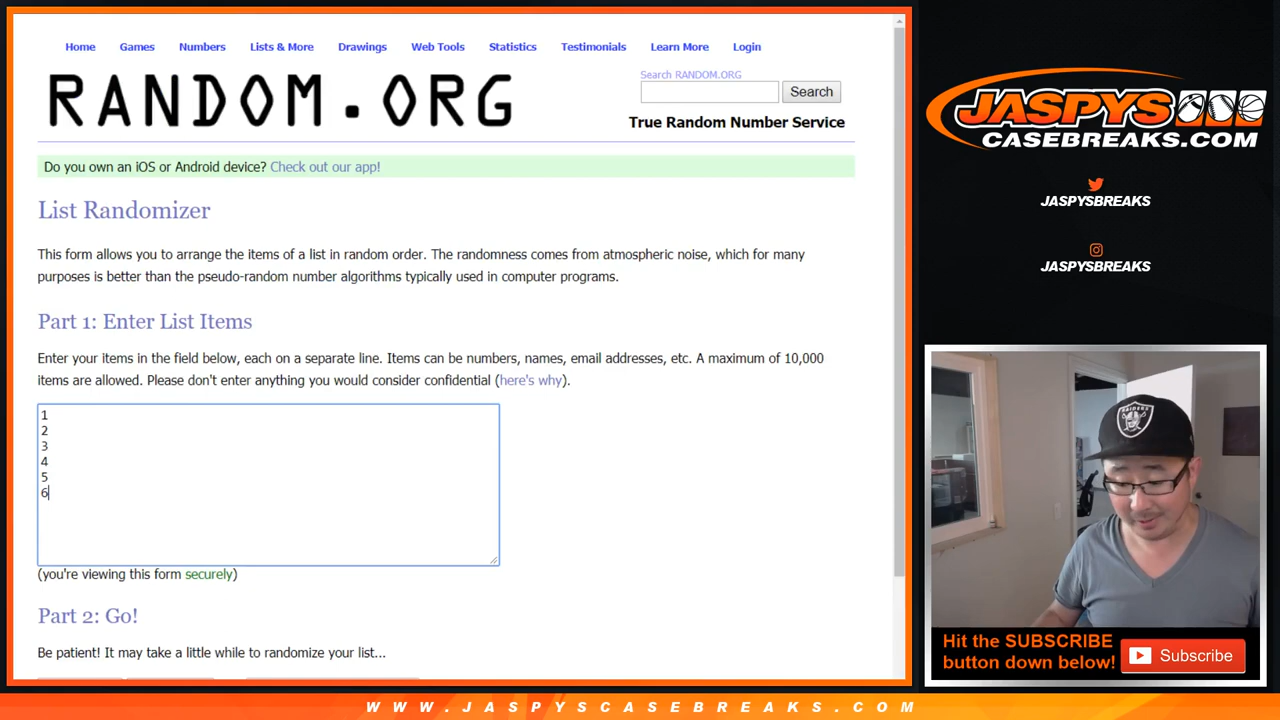 Home Games Numbers Lists & More Drawings Web Tools Statistics Testimonials Learn More Login
RANDOM.ORG
Search RANDOM.ORG
Search
True Random Number Service
Do you own an iOS or Android device? Check out our app!
List Randomizer
This form allows you to arrange the items of a list in random order. The randomness comes from atmospheric noise, which for many
purposes is better than the pseudo-random number algorithms typically used in computer programs.
Part 1: Enter List Items
Enter your items in the field below, each on a separate line. Items can be numbers, names, email addresses, etc. A maximum of 10,000
items are allowed. Please don't enter anything you would consider confidential (here's why).
1
2
3
4
5
6
(you're viewing this form securely)
Part 2: Go!
Be patient! It may take a little while to randomize your list...
JASPYS
CASEBREAKS.COM
JASPYSBREAKS
JASPYSBREAKS
RAIDERS
Hit the SUBSCRIBE
button down below!
Subscribe
WWW.JASPYSCASEBREAKS.COM